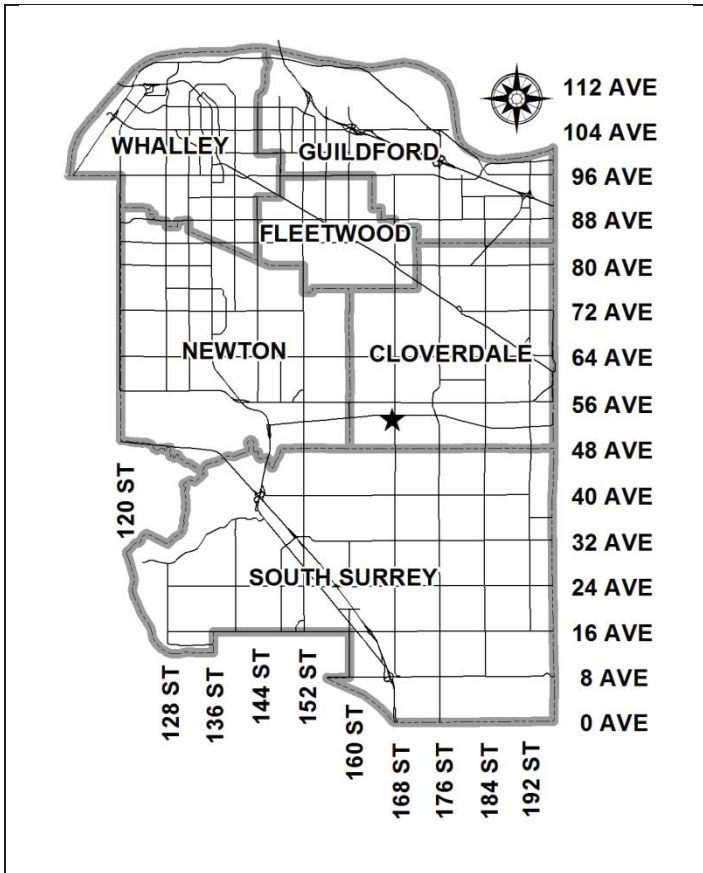 112 AVE
104 AVE
WHALLEY
GUILDFORD
96 AVE
88 AVE
FLEETWOOD
80 AVE
72 AVE
NEWTON
CLOVERDALE
64 AVE
56 AVE
48 AVE
120 ST
40 AVE
32 AVE
SOUTH SURREY
24 AVE
16 AVE
128 ST
136 ST
144 ST
152 ST
160 ST
8 AVE
0 AVE
168 ST
176 ST
184 ST
192 ST